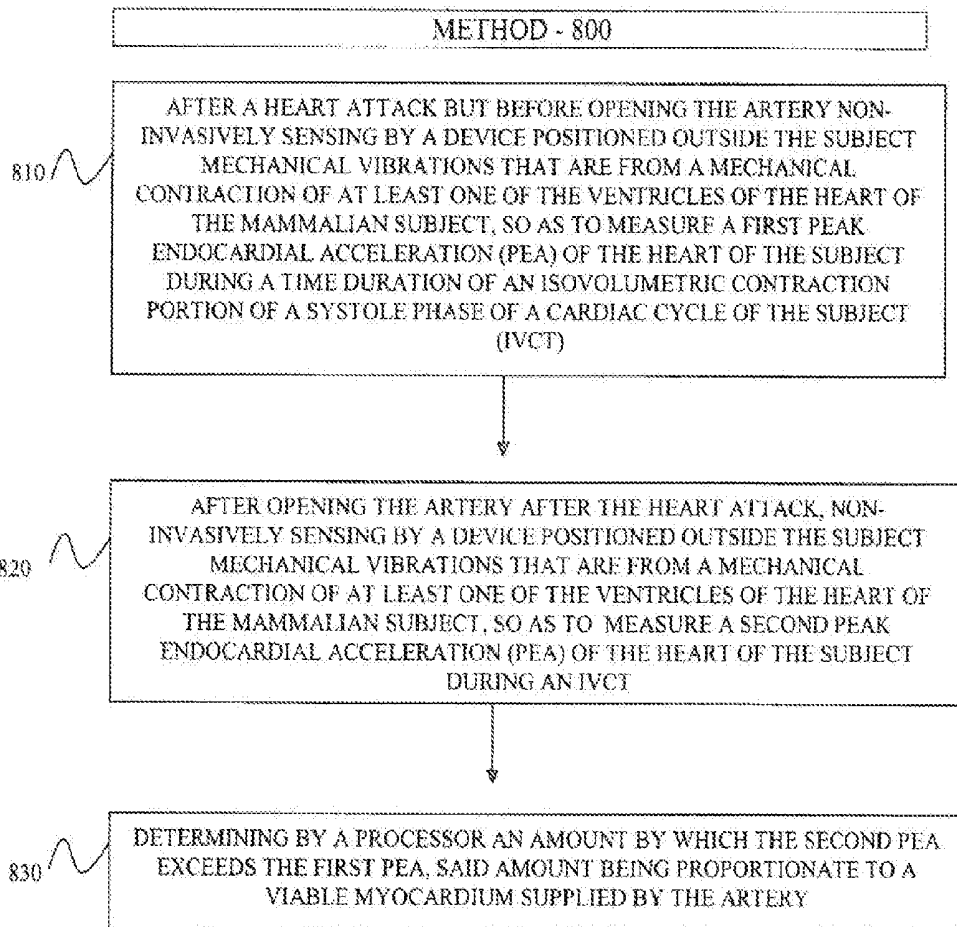 METHOD - 800
AFTER A HEART ATTACK BUT BEFORE OPENING THE ARTERY NON-
INVASIVELY SENSING BY A DEVICE POSITIONED OUTSIDE THE SUBJECT
MECHANICAL VIBRATIONS THAT ARE FROM A MECHANICAL
CONTRACTION OF AT LEAST ONE OF THE VENTRICLES OF THE HEART OF
THE MAMMALIAN SUBJECT, SO AS TO MEASURE A FIRST PEAK
ENDOCARDIAL ACCELERATION (PEA) OF THE HEART OF THE SUBJECT
DURING A TIME DURATION OF AN ISOVOLUMETRIC CONTRACTION
PORTION OF A SYSTOLE PHASE OF A CARDIAC CYCLE OF THE SUBJECT
(IVCT)
810
AFTER OPENING THE ARTERY AFTER THE HEART ATTACK, NON-
INVASIVELY SENSING BY A DEVICE POSITIONED OUTSIDE THE SUBJECT
MECHANICAL VIBRATIONS THAT ARE FROM A MECHANICAL
CONTRACTION OF AT LEAST ONE OF THE VENTRICLES OF THE HEART OF
THE MAMMALIAN SUBJECT, SO AS TO MEASURE A SECOND PEAK
ENDOCARDIAL ACCELERATION (PEA) OF THE HEART OF THE SUBJECT
DURING AN IVCT
820
DETERMINING BY A PROCESSOR AN AMOUNT BY WHICH THE SECOND PEA
EXCEEDS THE FIRST PEA, SAID AMOUNT BEING PROPORTIONATE TO A
VIABLE MYOCARDIUM SUPPLIED BY THE ARTERY
830